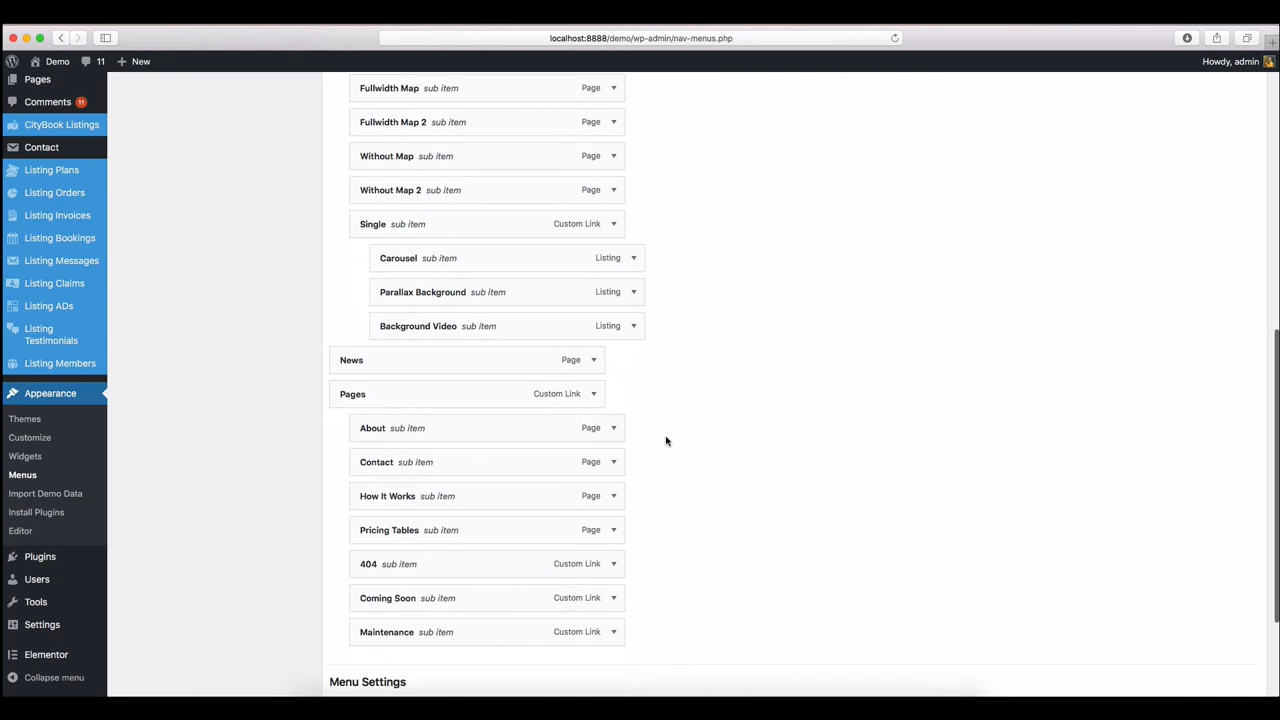 localhost:8888/demo/wp-admin/nav-menus.php
Demo 11 New Howdy, admin
Pages
Comments 11
CityBook Listings
Contact
Listing Plans
Listing Orders
Listing Invoices
Listing Bookings
Listing Messages
Listing Claims
Listing ADs
Listing
Testimonials
Listing Members
Appearance
Themes
Customize
Widgets
Menus
Import Demo Data
Install Plugins
Editor
Plugins
Users
Tools
Settings
Elementor
Collapse menu
Fullwidth Map sub item Page
Fullwidth Map 2 sub item Page
Without Map sub item Page
Without Map 2 sub item Page
Single sub item Custom Link
Carousel sub item Listing
Parallax Background sub item Listing
Background Video sub item Listing
News Page
Pages Custom Link
About sub item Page
Contact sub item Page
How It Works sub item Page
Pricing Tables sub item Page
404 sub item Custom Link
Coming Soon sub item Custom Link
Maintenance sub item Custom Link
Menu Settings